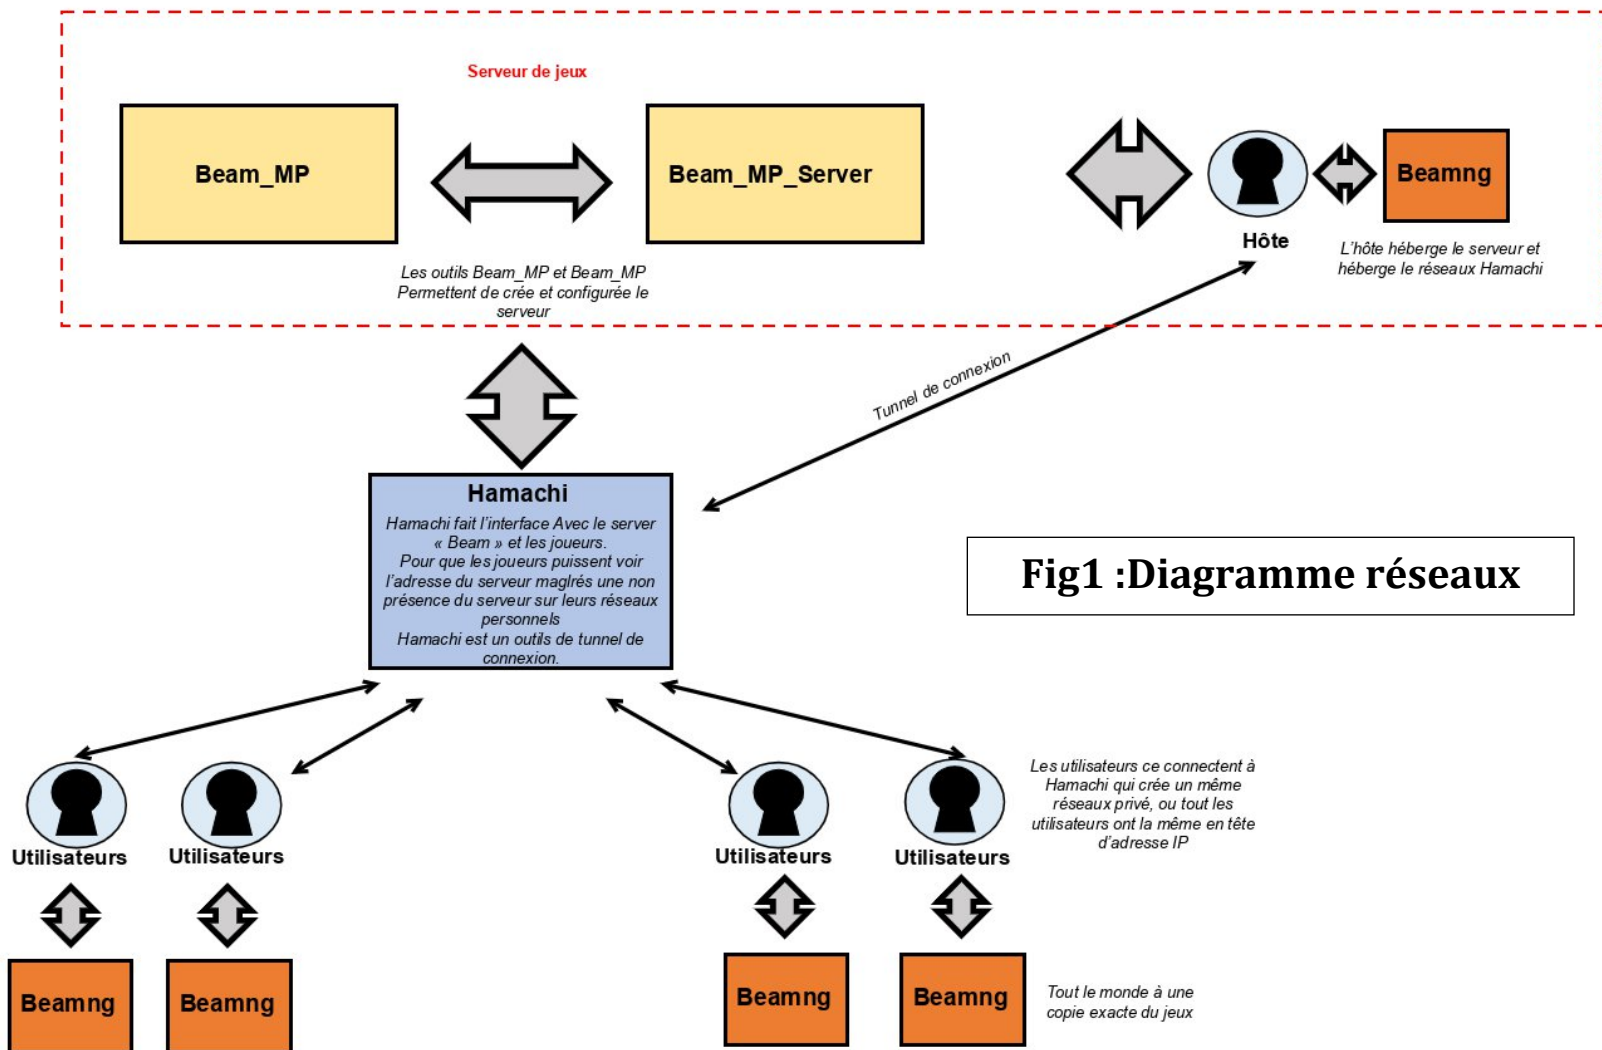 Serveur de jeux
Beam_MP
Beam_MP_Server
Hôte
Beamng
Les outils Beam_MP et Beam_MP
Permettent de crée et configurée le
serveur
L'hôte héberge le serveur et
héberge le réseaux Hamachi
Tunnel de connexion
Hamachi
Hamachi fait l'interface Avec le server
« Beam » et les joueurs.
Pour que les joueurs puissent voir
l'adresse du serveur maglrés une non
présence du serveur sur leurs réseaux
personnels
Hamachi est un outils de tunnel de
connexion.
Fig1 :Diagramme réseaux
Utilisateurs
Utilisateurs
Utilisateurs
Utilisateurs
Les utilisateurs ce connectent à
Hamachi qui crée un même
réseaux privé, ou tout les
utilisateurs ont la même en tête
d'adresse IP
Beamng
Beamng
Beamng
Beamng
Tout le monde à une
copie exacte du jeux